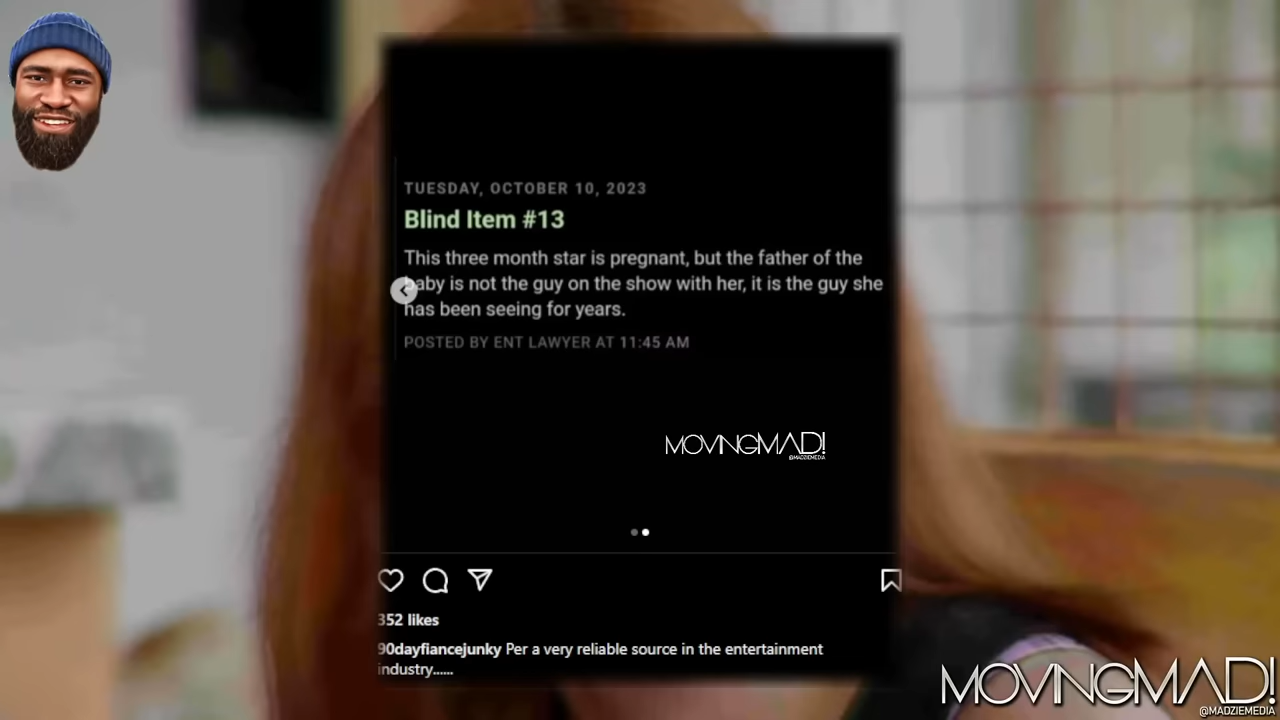 TUESDAY, OCTOBER 10, 2023
Blind Item #13
This three month star is pregnant, but the father of the
baby is not the guy on the show with her, it is the guy she
has been seeing for years.
POSTED BY ENT LAWYER AT 11:45 AM
MOVINGMAD!
@MADZIEMEDIA
352 likes
90dayfiancejunky Per a very reliable source in the entertainment
industry......
MOVINGMAD!
@MADZIEMEDIA